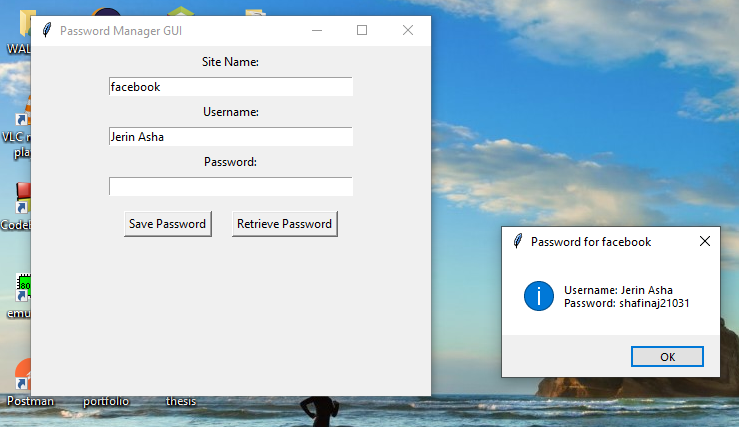 Password Manager GUI
Site Name:
facebook
Username:
Jerin Asha
Password:
Save Password
Retrieve Password
Password for facebook
Username: Jerin Asha
Password: shafinaj21031
OK
WAL
VLC
pla
Code
emu
Postman
portfolio
thesis